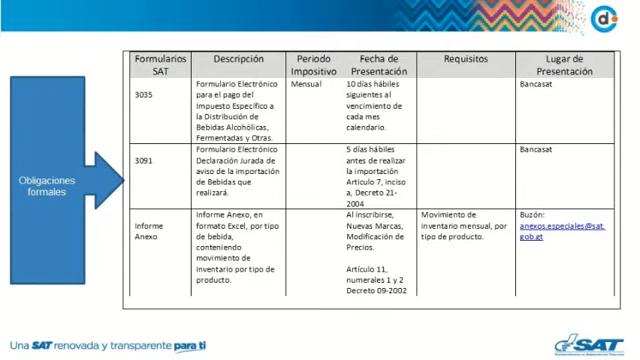 Formularios SAT
Descripción
Periodo Impositivo
Fecha de Presentación
Requisitos
Lugar de Presentación
3035
Formulario Electrónico
para el pago del
Impuesto Específico a
la Distribución de
Bebidas Alcohólicas,
Fermentadas y Otras.
Mensual
10 días hábiles
siguientes al
vencimiento de
cada mes
calendario.
Bancasat
3091
Formulario Electrónico
Declaración Jurada de
aviso de la importación
de Bebidas que
realizará.
5 días hábiles
antes de realizar
la importación
Articulo 7, inciso
a, Decreto 21-
2004
Bancasat
Informe
Anexo
Informe Anexo, en
formato Excel, por tipo
de bebida,
conteniendo
movimiento de
inventario por tipo de
producto.
Al inscribirse,
Nuevas Marcas,
Modificación de
Precios.
Artículo 11,
numerales 1 y 2
Decreto 09-2002
Movimiento de
inventario mensual, por
tipo de producto.
Buzón:
anexos.especiales@sat.
gob.gt
Obligaciones
formales
Una SAT renovada y transparente para ti
SAT